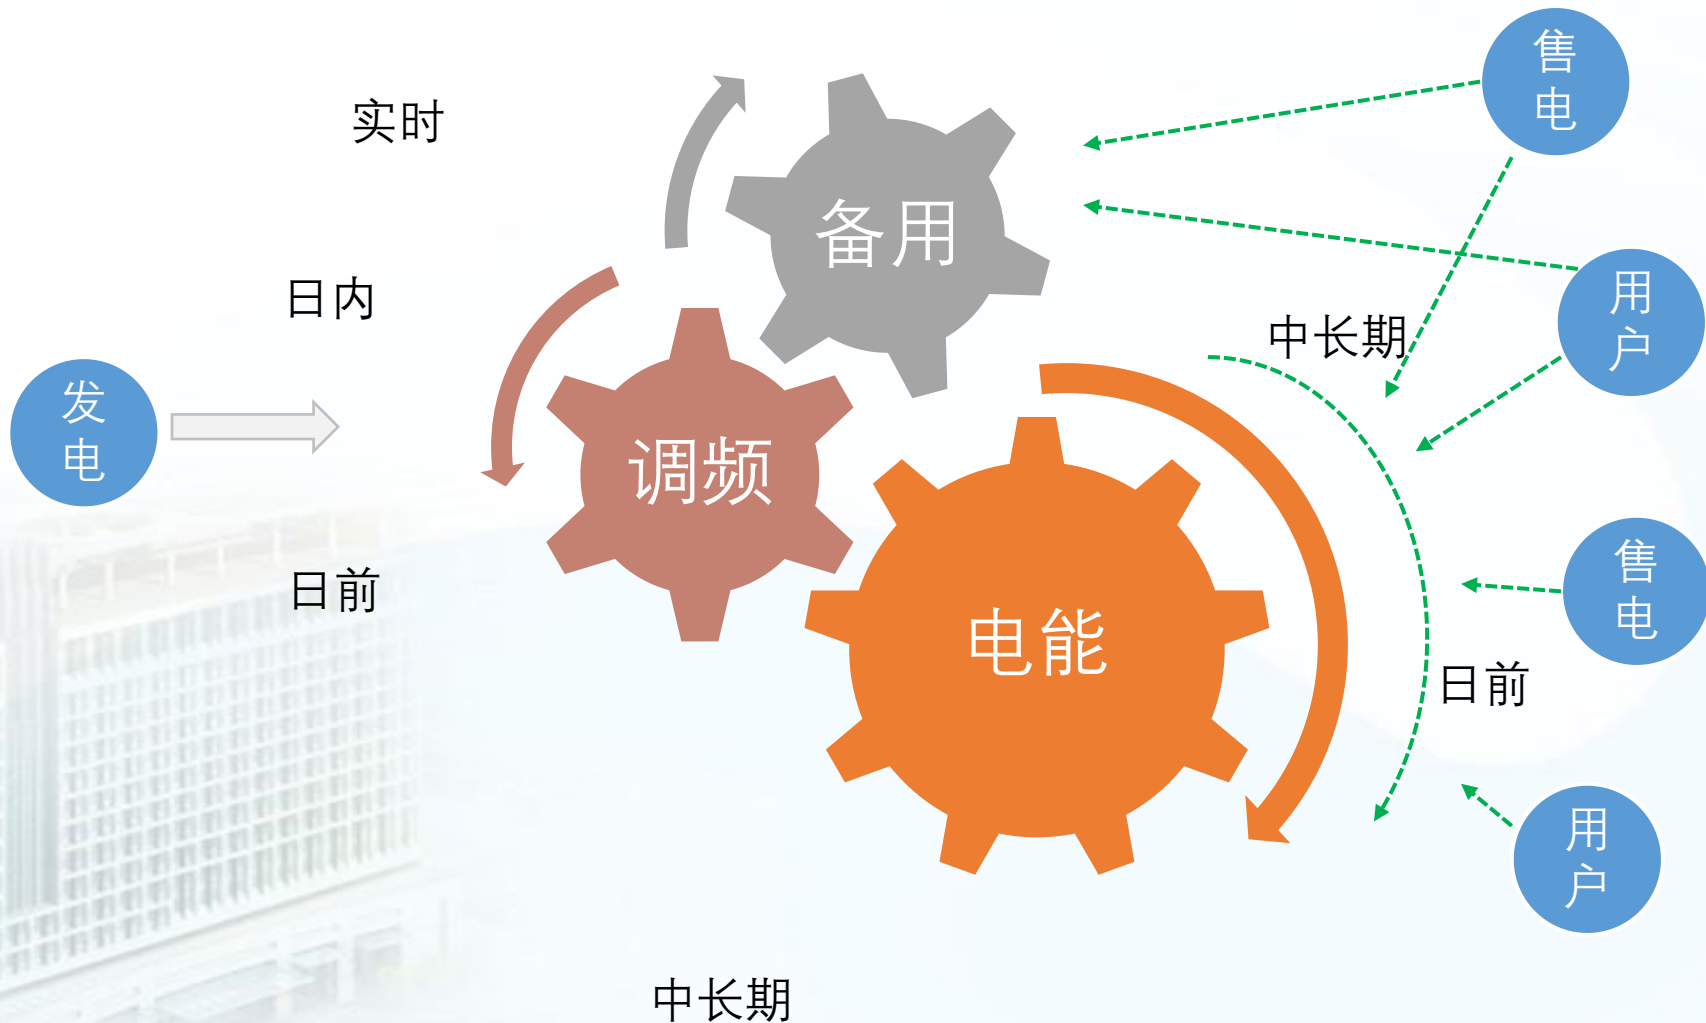 售
电
实时
备用
用
户
日内
中长期
发
电
调频
售
电
日前
电能
日前
用
户
中长期